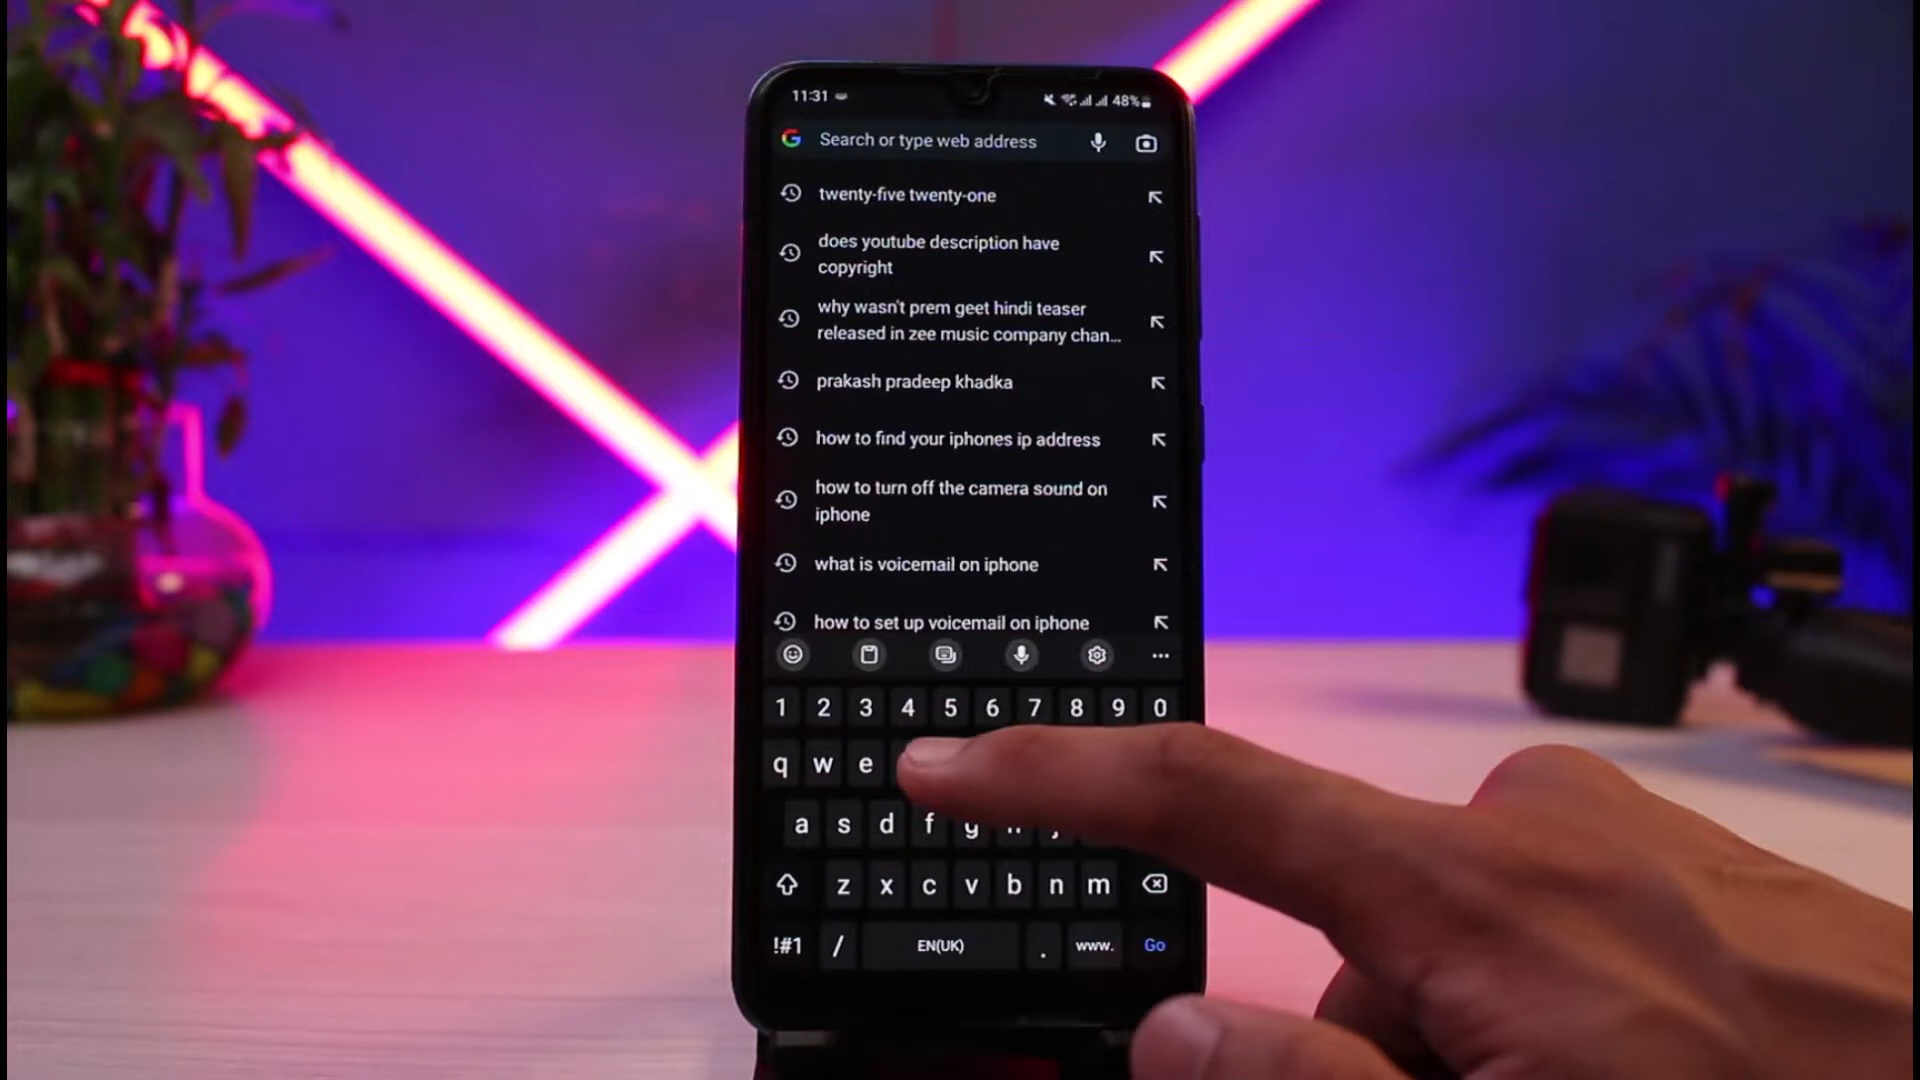 11:31
48%
Search or type web address
twenty-five twenty-one
does youtube description have
copyright
why wasn't prem geet hindi teaser
released in zee music company chan...
prakash pradeep khadka
how to find your iphones ip address
how to turn off the camera sound on
iphone
what is voicemail on iphone
how to set up voicemail on iphone
1 2 3 4 5 6 7 8 9 0
q w e
a s d f g
z x c v b n m
!#1 / EN(UK) . www. Go